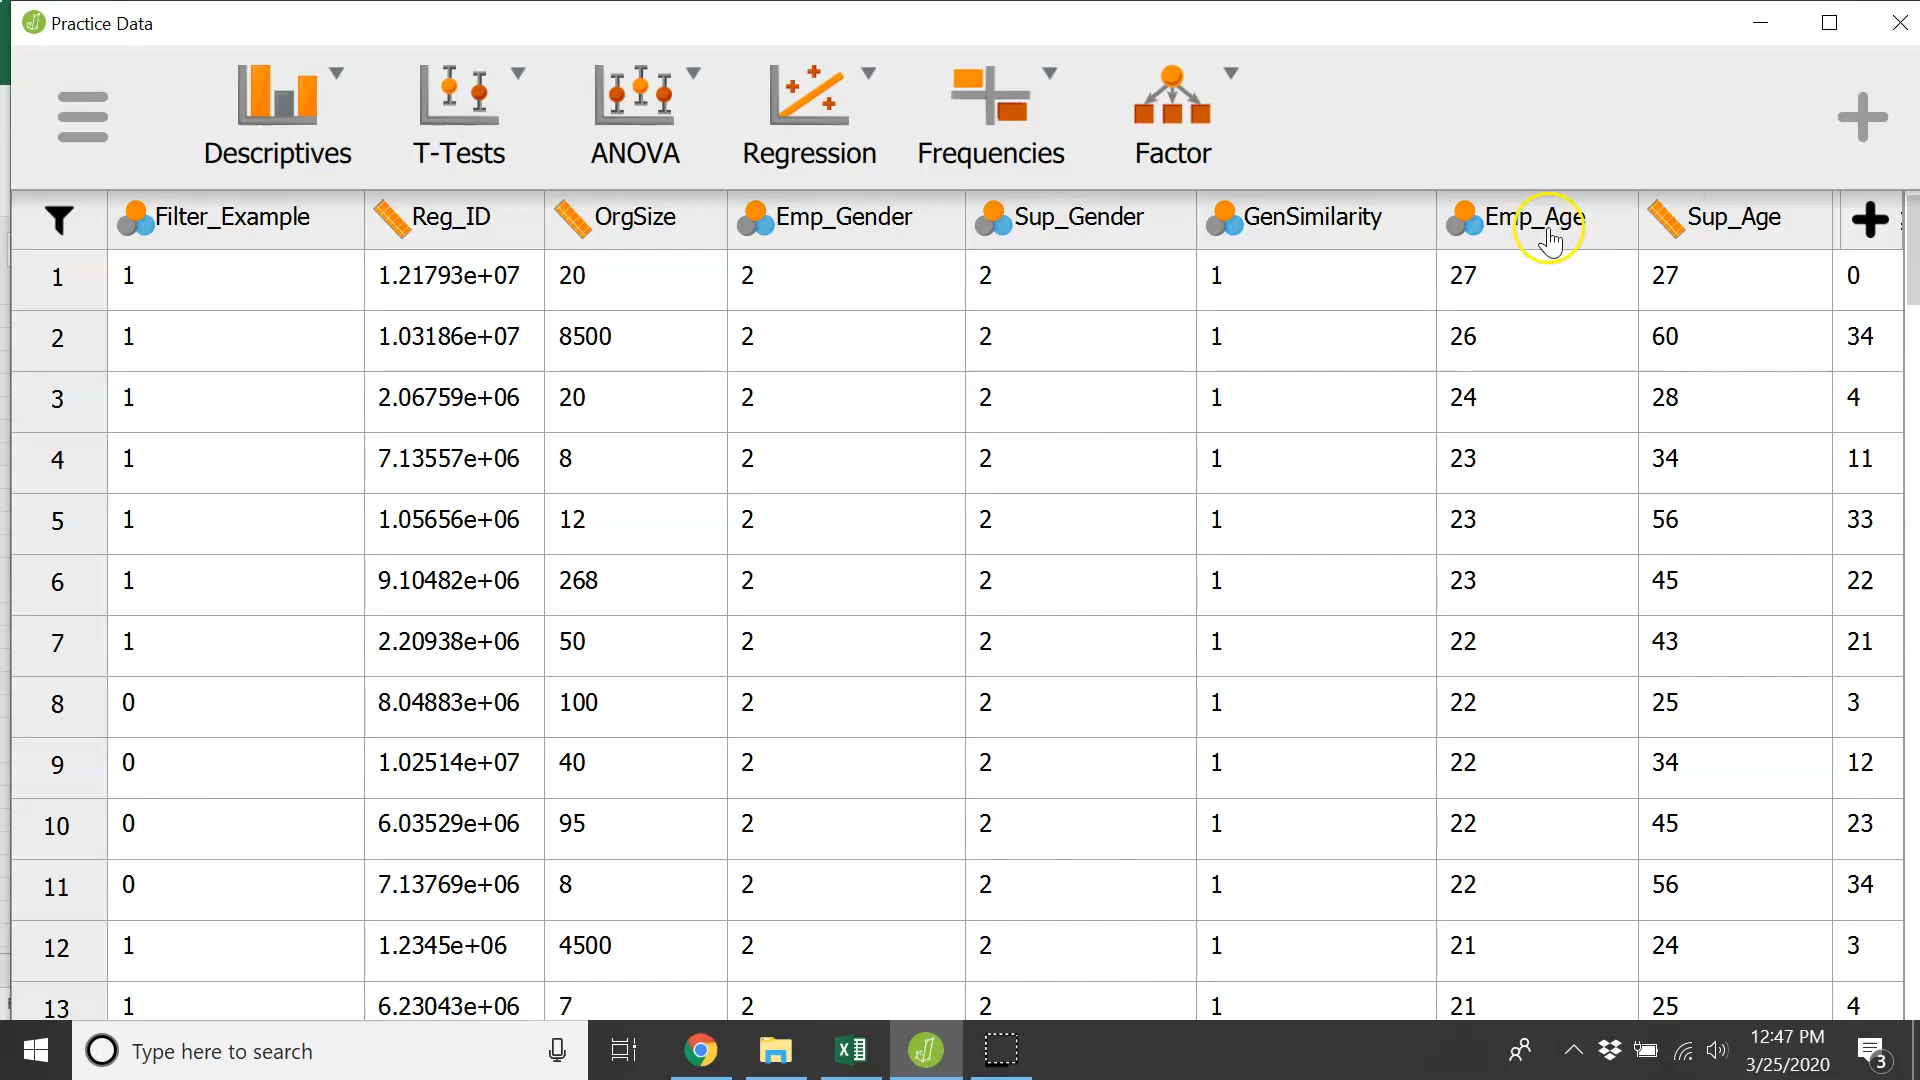 Practice Data
Descriptives T-Tests ANOVA Regression Frequencies Factor
Filter_Example Reg_ID OrgSize Emp_Gender Sup_Gender GenSimilarity Emp_Age Sup_Age
1 1 1.21793e+07 20 2 2 1 27 27 0
2 1 1.03186e+07 8500 2 2 1 26 60 34
3 1 2.06759e+06 20 2 2 1 24 28 4
4 1 7.13557e+06 8 2 2 1 23 34 11
5 1 1.05656e+06 12 2 2 1 23 56 33
6 1 9.10482e+06 268 2 2 1 23 45 22
7 1 2.20938e+06 50 2 2 1 22 43 21
8 0 8.04883e+06 100 2 2 1 22 25 3
9 0 1.02514e+07 40 2 2 1 22 34 12
10 0 6.03529e+06 95 2 2 1 22 45 23
11 0 7.13769e+06 8 2 2 1 22 56 34
12 1 1.2345e+06 4500 2 2 1 21 24 3
13 1 6.23043e+06 7 2 2 1 21 25 4
Type here to search
12:47 PM
3/25/2020
3